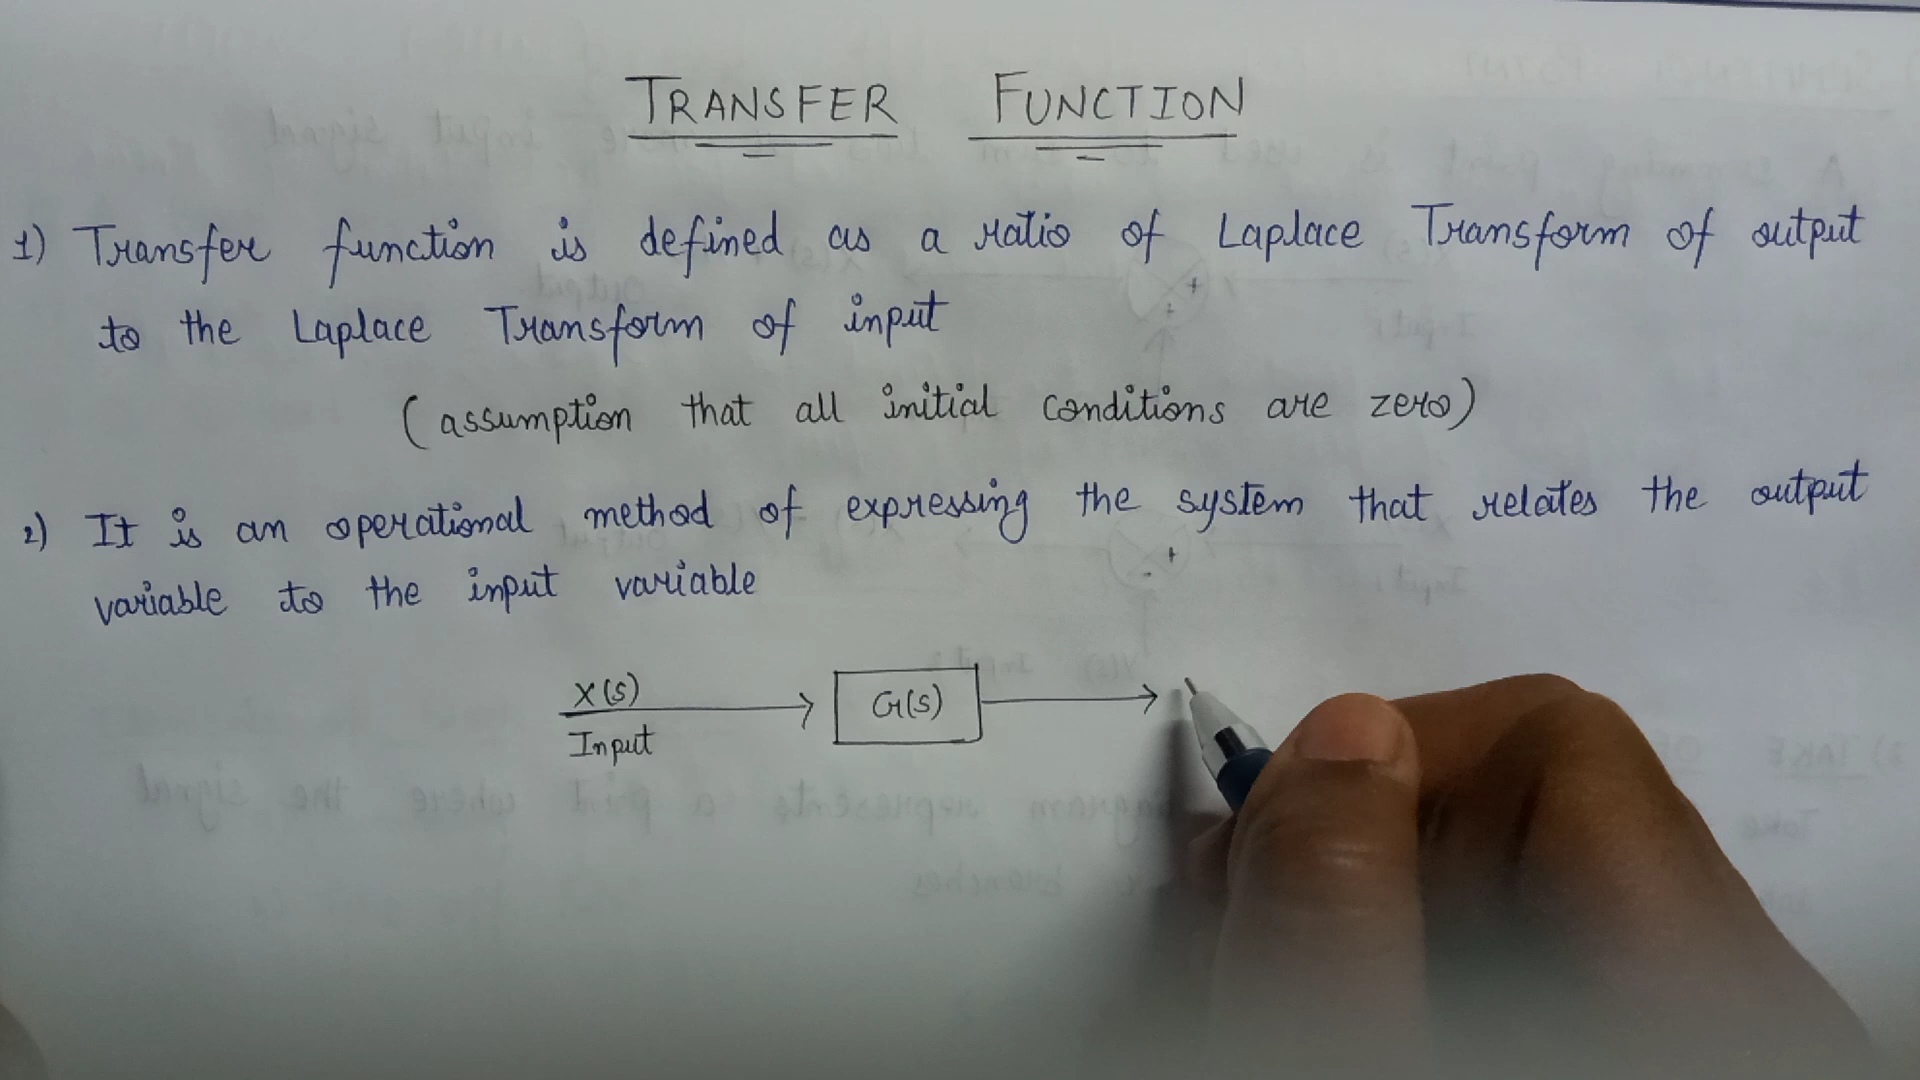 TRANSFER FUNCTION
1) Transfer function is defined as a ratio of Laplace Transform of output
to the Laplace Transform of input
(assumption that all initial conditions are zero)
2) It is an operational method of expressing the system that relates the output
variable to the input variable
X(s)
Input
G(s)